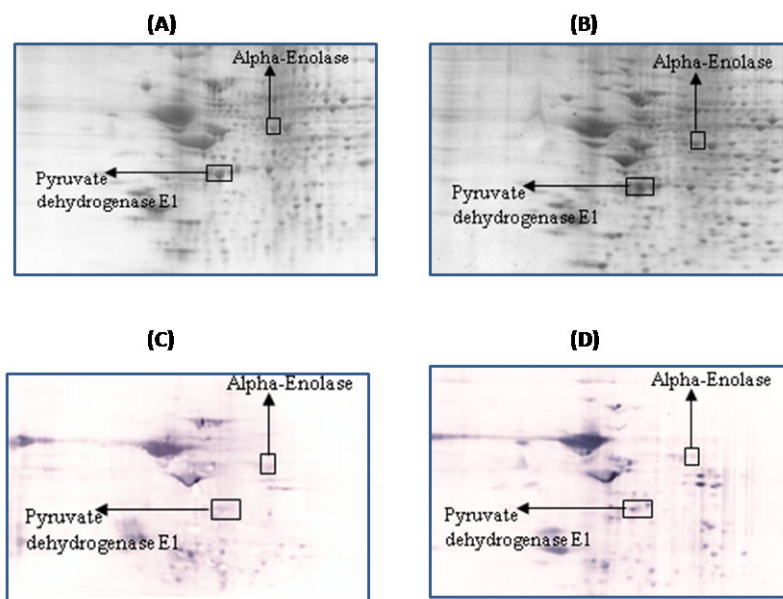 (A)
Alpha-Enolase
Pyruvate
dehydrogenase E1
(B)
Alpha-Enolase
Pyruvate
dehydrogenase E1
(C)
Alpha-Enolase
Pyruvate
dehydrogenase E1
(D)
Alpha-Enolase
Pyruvate
dehydrogenase E1